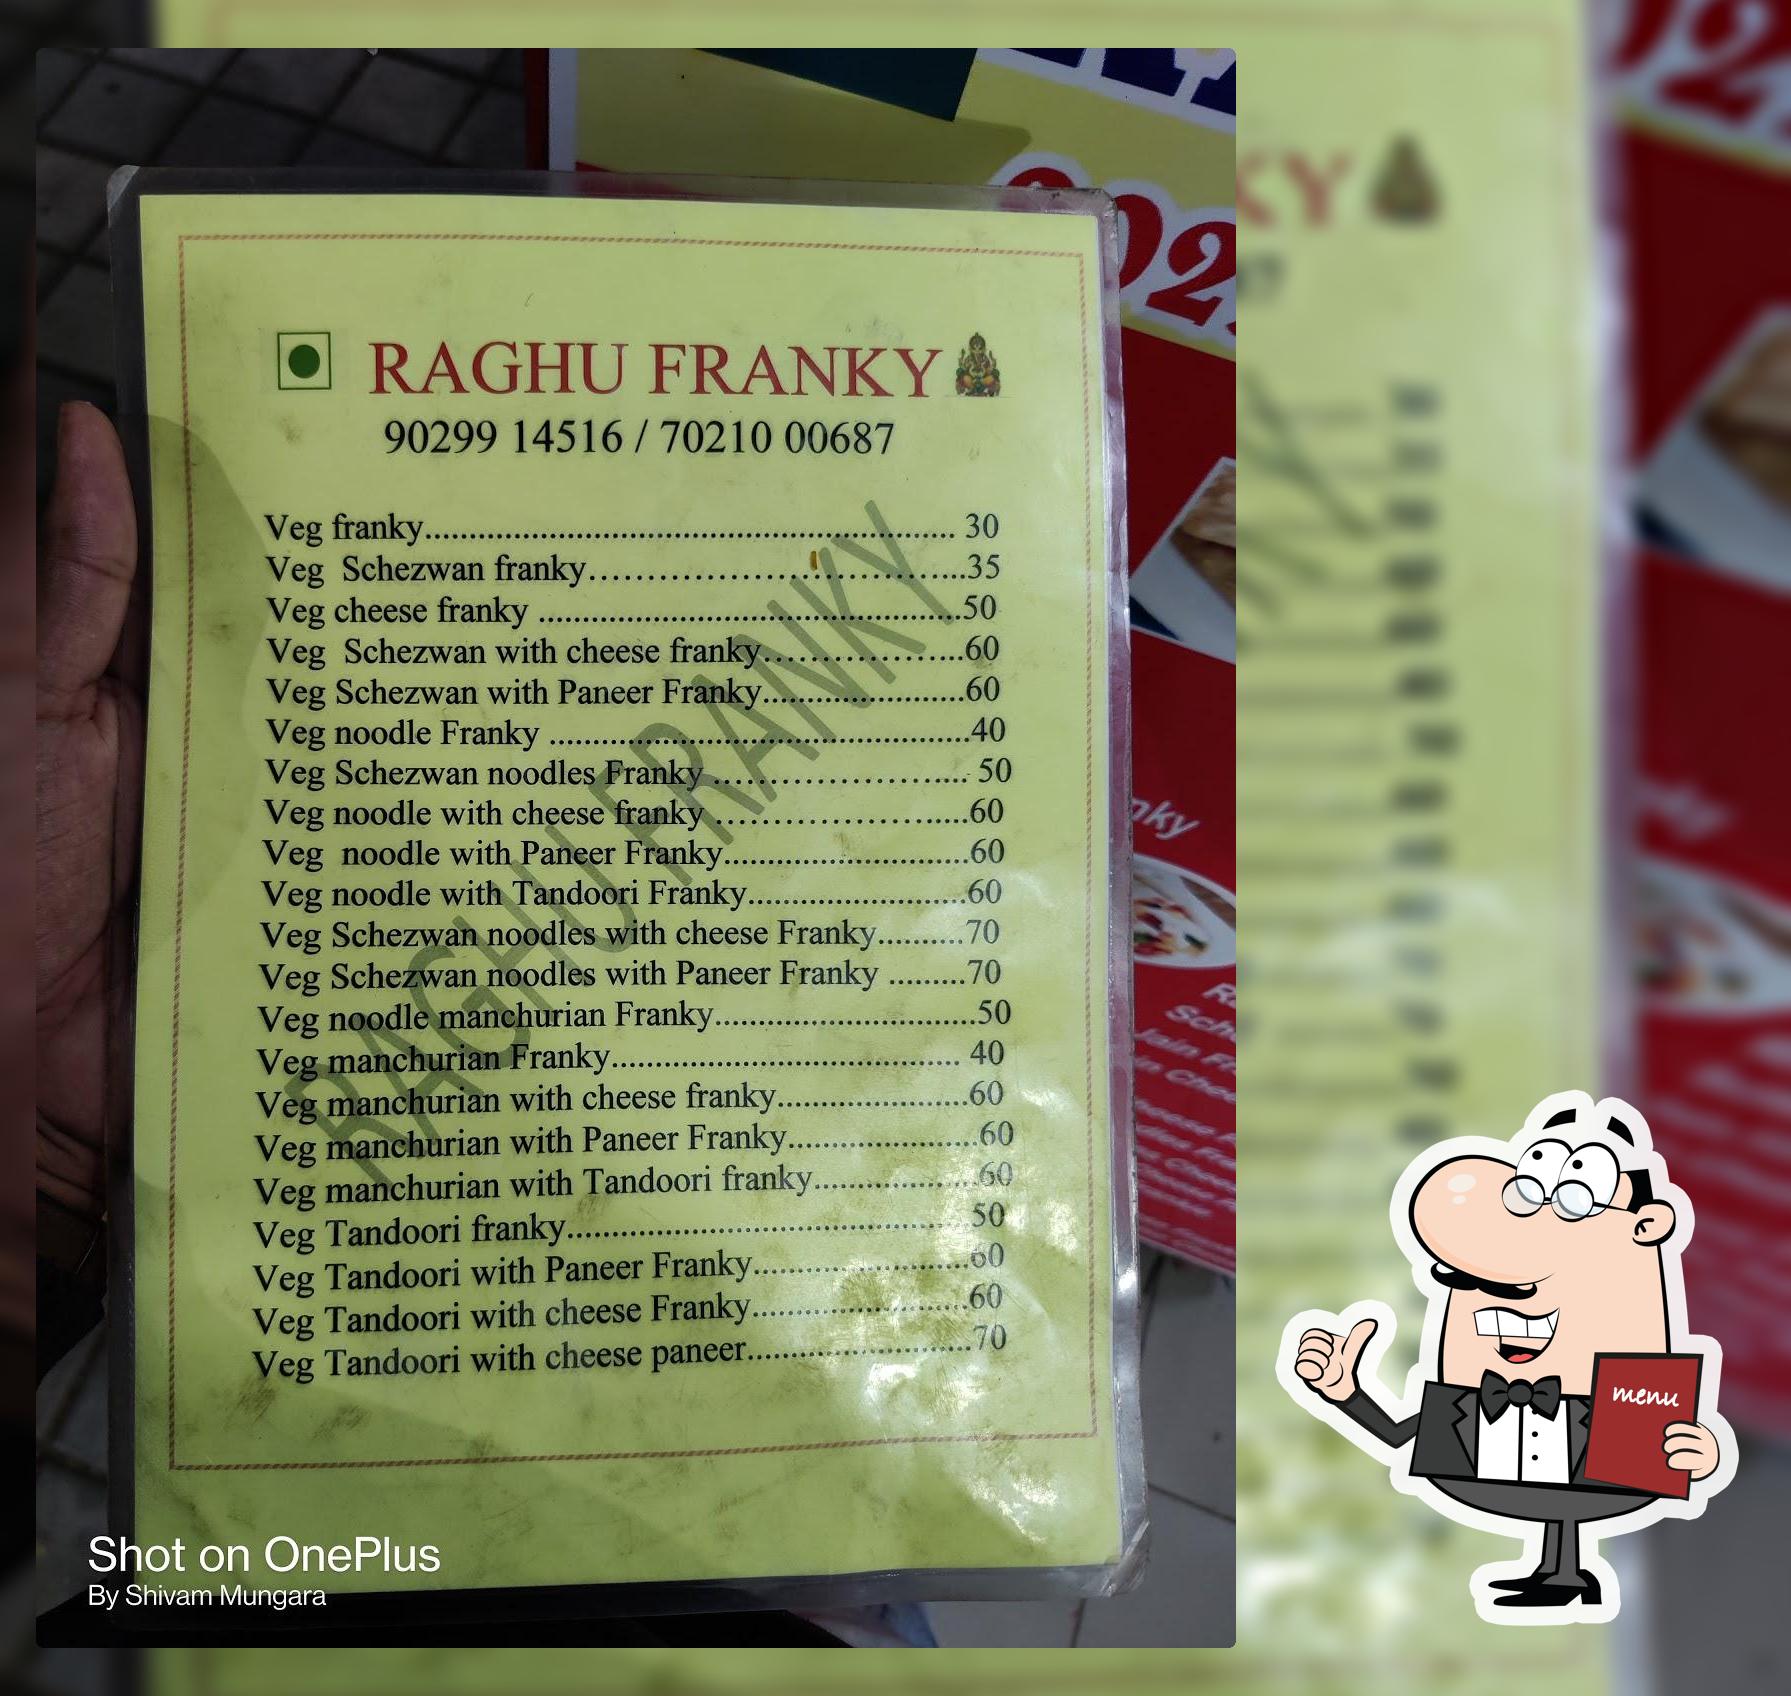 RAGHU FRANKY
90299 14516 / 70210 00687
Veg franky.............................................................. 30
Veg  Schezwan franky……………………………………...35
Veg cheese franky ..................................................50
Veg  Schezwan with cheese franky…………………...60
Veg Schezwan with Paneer Franky........................60
Veg noodle Franky .................................................40
Veg Schezwan noodles Franky …………………….... 50
Veg noodle with cheese franky ……………………......60
Veg  noodle with Paneer Franky.............................60
Veg noodle with Tandoori Franky..........................60
Veg Schezwan noodles with cheese Franky..........70
Veg Schezwan noodles with Paneer Franky .........70
Veg noodle manchurian Franky..............................50
Veg manchurian Franky......................................... 40
Veg manchurian with cheese franky.......................60
Veg manchurian with Paneer Franky......................60
Veg manchurian with Tandoori franky...................60
Veg Tandoori franky................................................50
Veg Tandoori with Paneer Franky..........................60
Veg Tandoori with cheese Franky..........................60
Veg Tandoori with cheese paneer..........................70
RAGHU FRANKY
menu
Shot on OnePlus
By Shivam Mungara